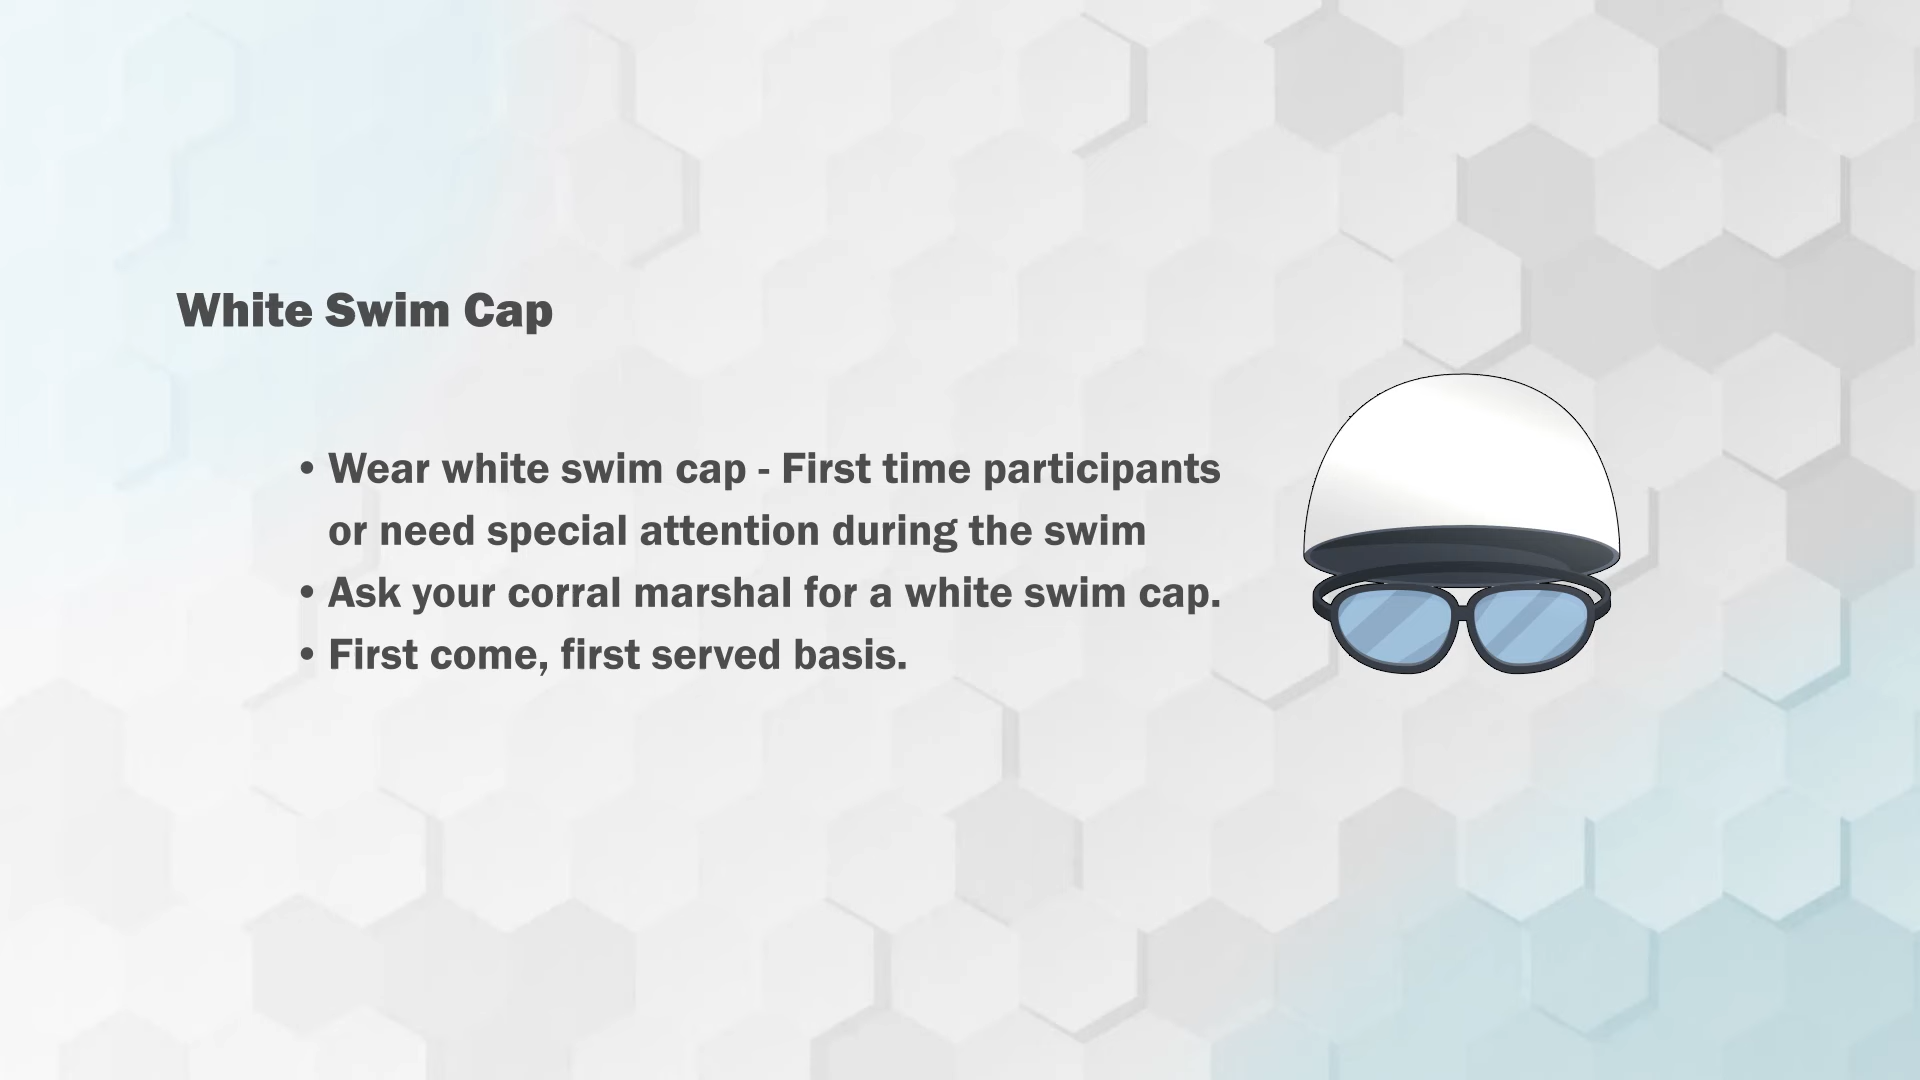 White Swim Cap
• Wear white swim cap - First time participants
or need special attention during the swim
• Ask your corral marshal for a white swim cap.
• First come, first served basis.